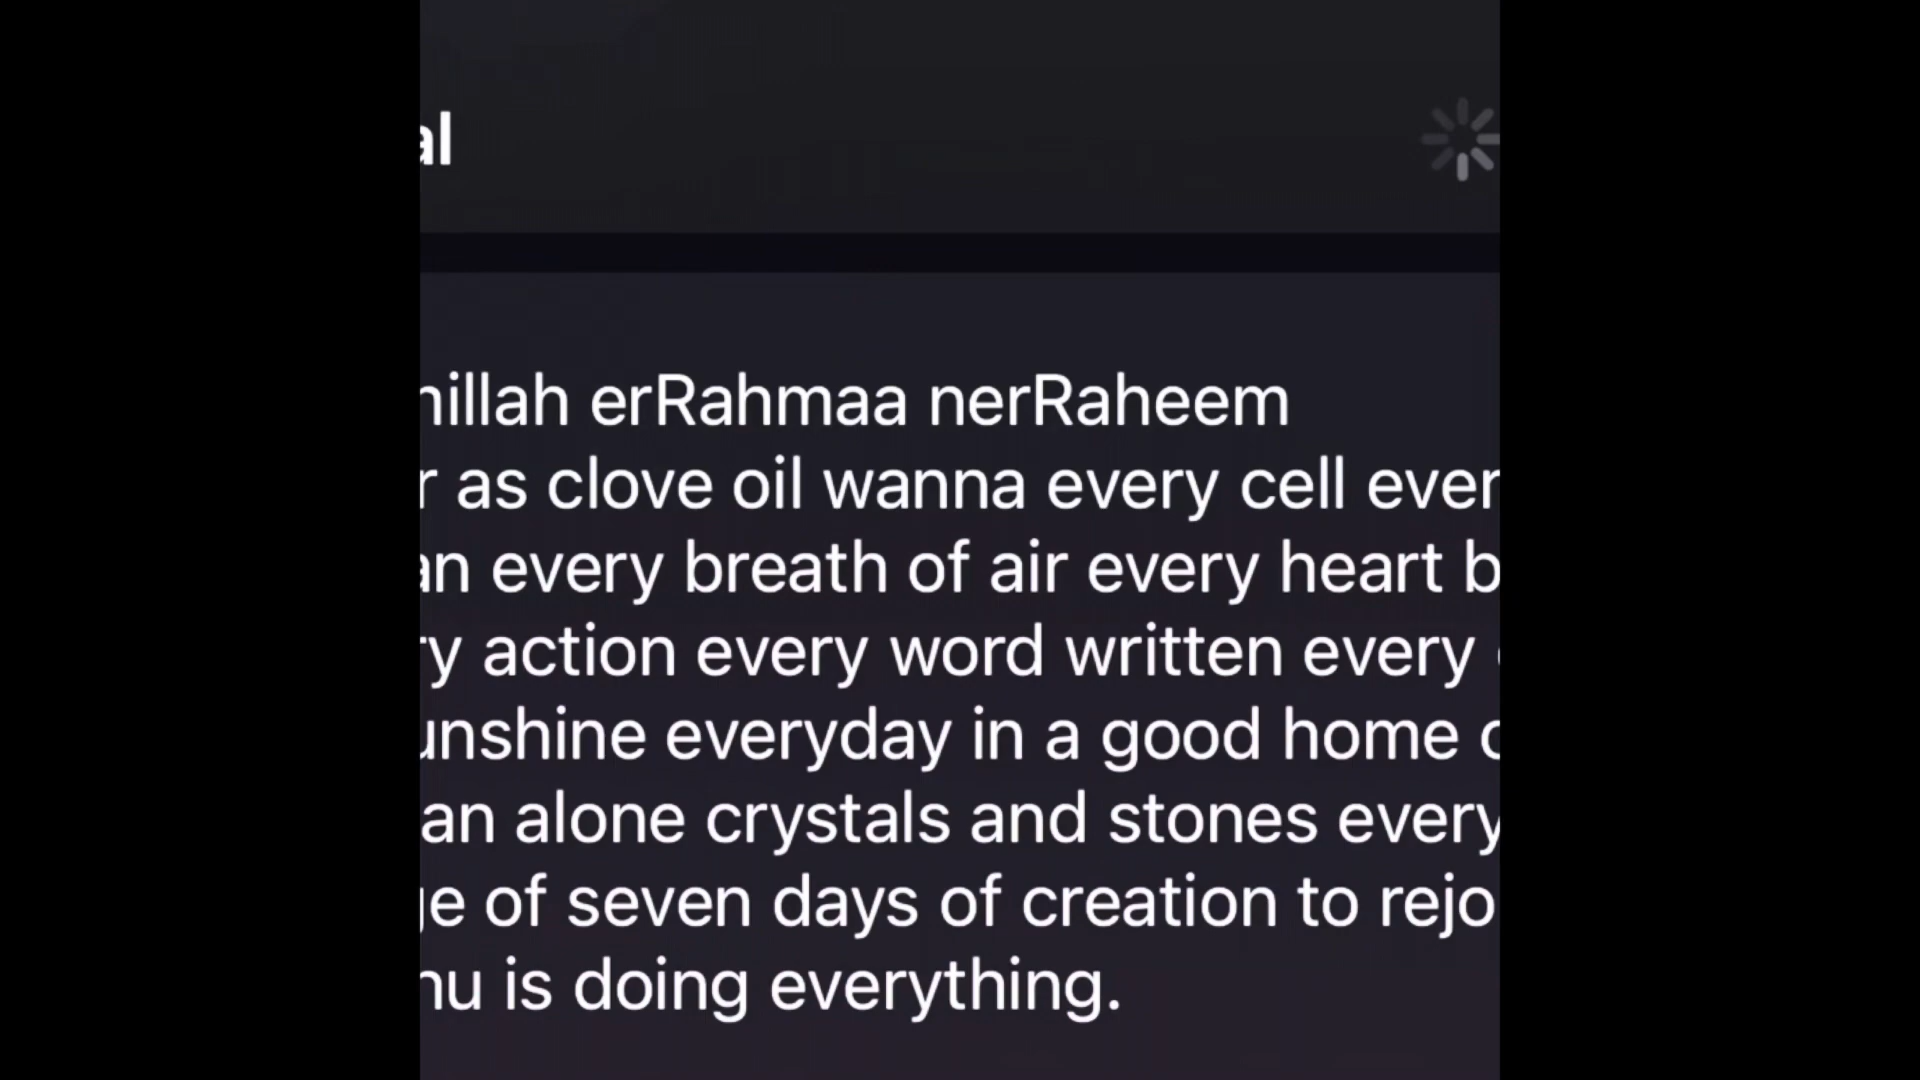 al
hillah erRahmaa nerRaheem
r as clove oil wanna every cell ever
an every breath of air every heart b
ry action every word written every
unshine everyday in a good home
an alone crystals and stones every
ge of seven days of creation to rejo
hu is doing everything.